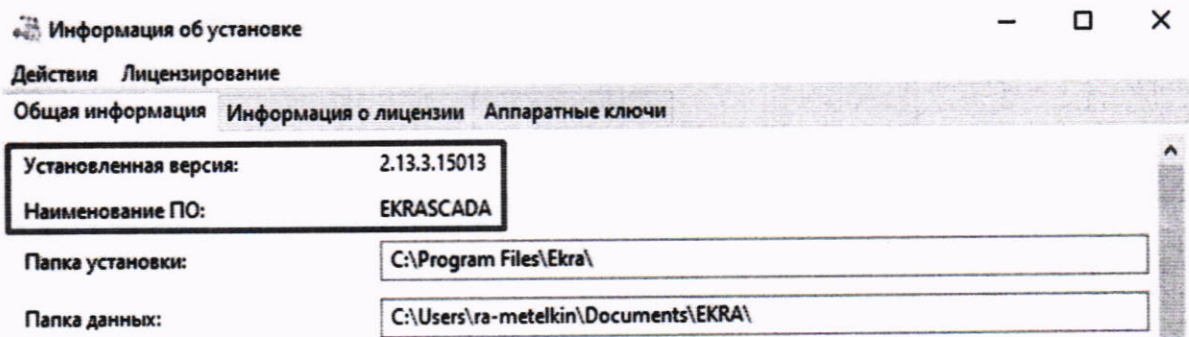 Информация об установке
Действия Лицензирование
Общая информация Информация о лицензии Аппаратные ключи
Установленная версия: 2.13.3.15013
Наименование ПО: EKRASCADA
Папка установки: C:\Program Files\Ekra\
Папка данных: C:\Users\ra-metelkin\Documents\EKRA\